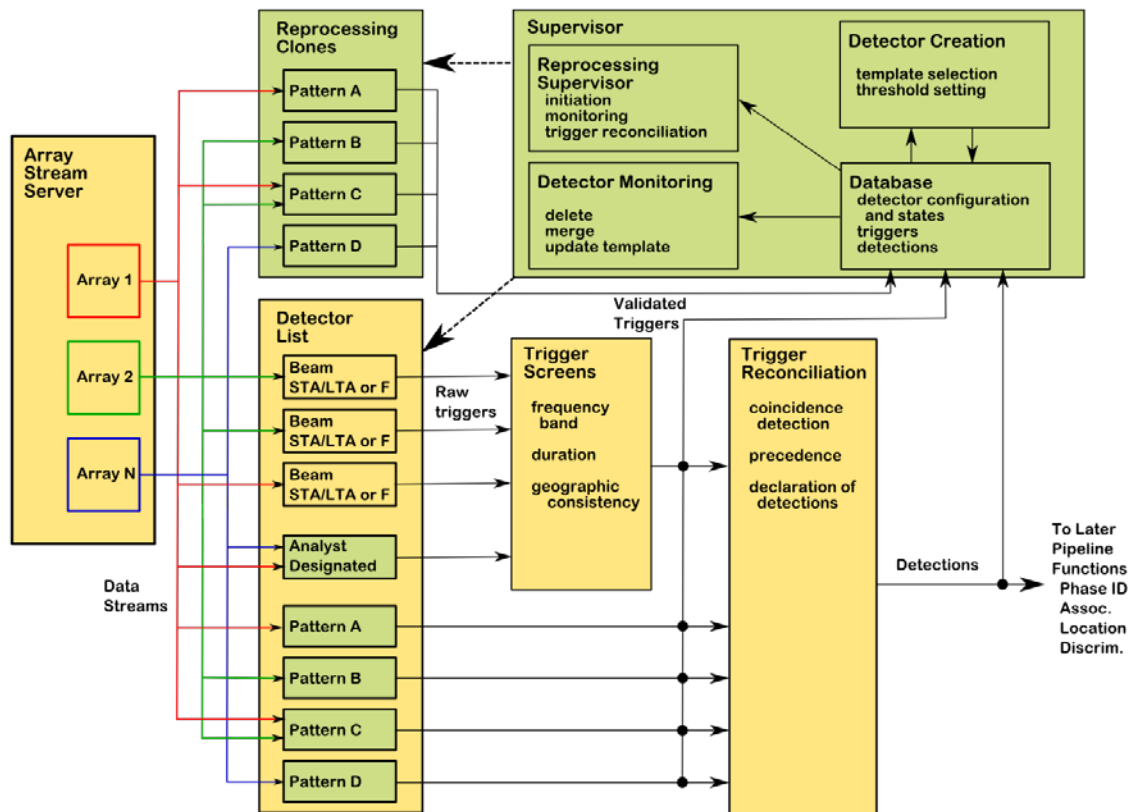 Array
Stream
Server
Array 1
Array 2
Array N
Data
Streams
Reprocessing
Clones
Pattern A
Pattern B
Pattern C
Pattern D
Detector
List
Beam
STA/LTA or F
Beam
STA/LTA or F
Beam
STA/LTA or F
Analyst
Designated
Pattern A
Pattern B
Pattern C
Pattern D
Supervisor
Reprocessing
Supervisor
initiation
monitoring
trigger reconciliation
Detector Monitoring
delete
merge
update template
Detector Creation
template selection
threshold setting
Database
detector configuration
and states
triggers
detections
Raw
triggers
Trigger
Screens
frequency
band
duration
geographic
consistency
Validated
Triggers
Trigger
Reconciliation
coincidence
detection
precedence
declaration of
detections
Detections
To Later
Pipeline
Functions
Phase ID
Assoc.
Location
Discrim.